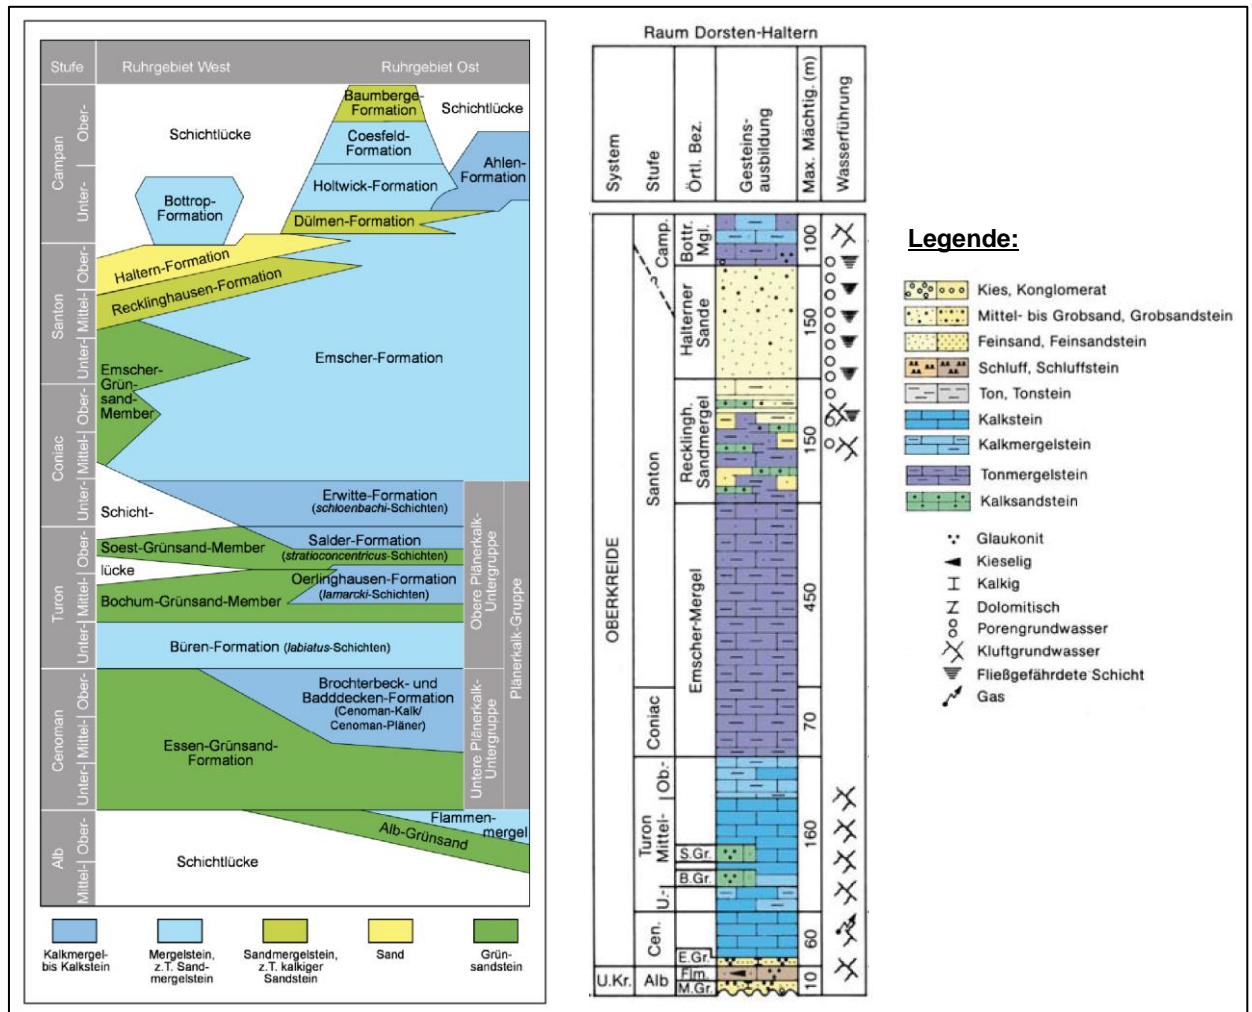 Stufe
Ruhrgebiet West
Ruhrgebiet Ost
Campan
Ober-
Unter-
Santon
Ober-
Mittel-
Unter-
Coniac
Ober-
Mittel-
Unter-
Turon
Ober-
Mittel-
Unter-
Cenoman
Ober-
Mittel-
Unter-
Alb
Ober-
Mittel-
Baumberge-
Formation
Schichtlücke
Schichtlücke
Coesfeld-
Formation
Ahlen-
Formation
Holtwick-Formation
Bottrop-
Formation
Dülmen-Formation
Haltern-Formation
Recklinghausen-Formation
Emscher-Formation
Emscher-
Grün-
sand-
Member
Erwitte-Formation
(schloenbachi-Schichten)
Schicht-
Salder-Formation
(stratioconcentricus-Schichten)
Soest-Grünsand-Member
lücke
Oerlinghausen-Formation
(lamarcki-Schichten)
Bochum-Grünsand-Member
Büren-Formation (labiatus-Schichten)
Brochterbeck- und
Badddecken-Formation
(Cenoman-Kalk/
Cenoman-Pläner)
Essen-Grünsand-
Formation
Flammen-
mergel
Alb-Grünsand
Schichtlücke
Obere Plänerkalk-
Untergruppe
Untere Plänerkalk-
Untergruppe
Plänerkalk-Gruppe
Kalkmergel-
bis Kalkstein
Mergelstein,
z.T. Sand-
mergelstein
Sandmergelstein,
z.T. kalkiger
Sandstein
Sand
Grün-
sandstein
Raum Dorsten-Haltern
System
Stufe
Örtl. Bez.
Gesteins-
ausbildung
Max. Mächtig. (m)
Wasserführung
OBERKREIDE
U.Kr.
Camp.
?
Santon
Coniac
Turon
Ob.-
Mittel-
U.-
Cen.
Alb
Bottr.
Mgl.
Halterner
Sande
Recklingh.
Sandmergel
Emscher-Mergel
S.Gr.
B.Gr.
E.Gr.
Flm.
M.Gr.
100
150
150
450
70
160
60
10
Legende:
Kies, Konglomerat
Mittel- bis Grobsand, Grobsandstein
Feinsand, Feinsandstein
Schluff, Schluffstein
Ton, Tonstein
Kalkstein
Kalkmergelstein
Tonmergelstein
Kalksandstein
Glaukonit
Kieselig
Kalkig
Dolomitisch
Porengrundwasser
Kluftgrundwasser
Fließgefährdete Schicht
Gas